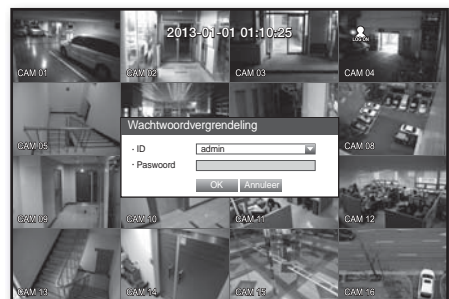 2013-01-01 01:10:25
LOG ON
CAM 01
CAM 02
CAM 03
CAM 04
CAM 05
CAM 08
Wachtwoordvergrendeling
- ID
admin
- Paswoord
OK
Annuleer
CAM 09
CAM 10
CAM 11
CAM 12
CAM 13
CAM 14
CAM 15
CAM 16